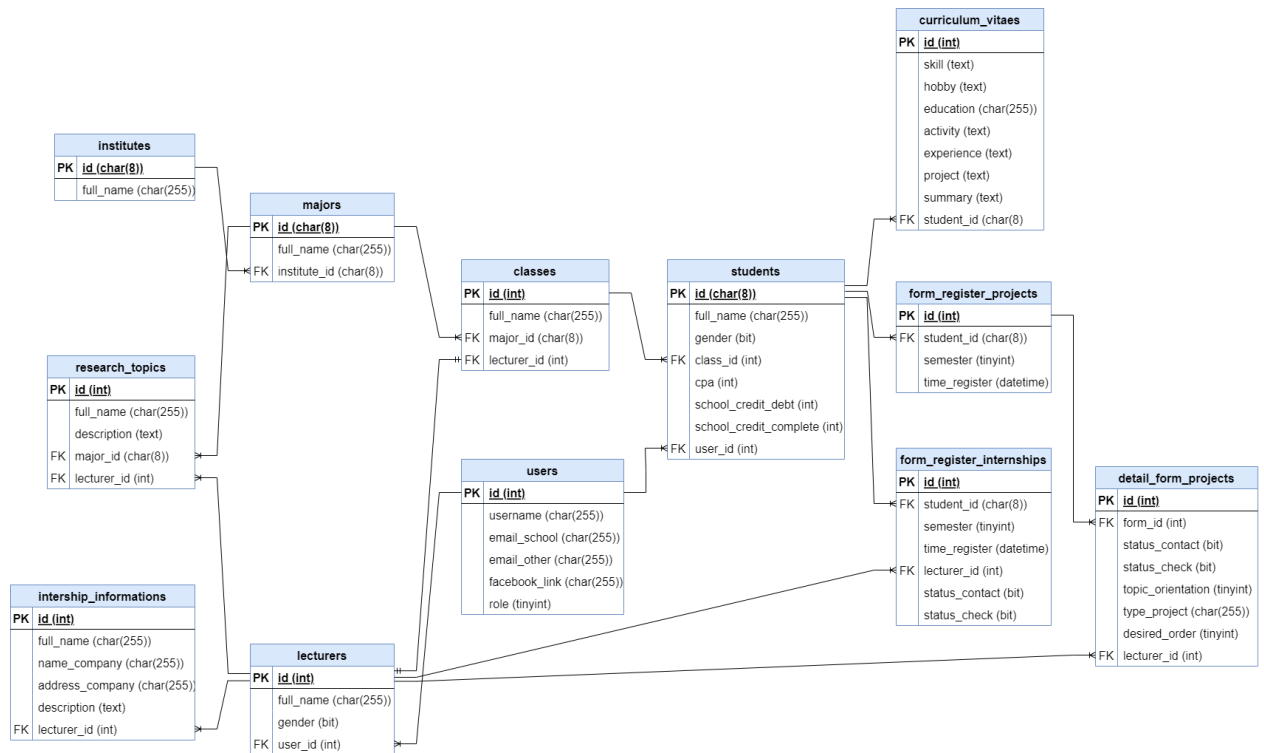 curriculum_vitaes
PK id (int)
skill (text)
hobby (text)
education (char(255))
activity (text)
experience (text)
project (text)
summary (text)
FK student_id (char(8)
institutes
PK id (char(8))
full_name (char(255))
majors
PK id (char(8))
full_name (char(255))
FK institute_id (char(8))
classes
PK id (int)
full_name (char(255))
FK major_id (char(8))
FK lecturer_id (int)
students
PK id (char(8))
full_name (char(255))
gender (bit)
FK class_id (int)
cpa (int)
school_credit_debt (int)
school_credit_complete (int)
FK user_id (int)
form_register_projects
PK id (int)
FK student_id (char(8))
semester (tinyint)
time_register (datetime)
research_topics
PK id (int)
full_name (char(255))
description (text)
FK major_id (char(8))
FK lecturer_id (int)
users
PK id (int)
username (char(255))
email_school (char(255))
email_other (char(255))
facebook_link (char(255))
role (tinyint)
form_register_internships
PK id (int)
FK student_id (char(8))
semester (tinyint)
time_register (datetime)
FK lecturer_id (int)
status_contact (bit)
status_check (bit)
detail_form_projects
PK id (int)
FK form_id (int)
status_contact (bit)
status_check (bit)
topic_orientation (tinyint)
type_project (char(255))
desired_order (tinyint)
FK lecturer_id (int)
intership_informations
PK id (int)
full_name (char(255))
name_company (char(255))
address_company (char(255))
description (text)
FK lecturer_id (int)
lecturers
PK id (int)
full_name (char(255))
gender (bit)
FK user_id (int)